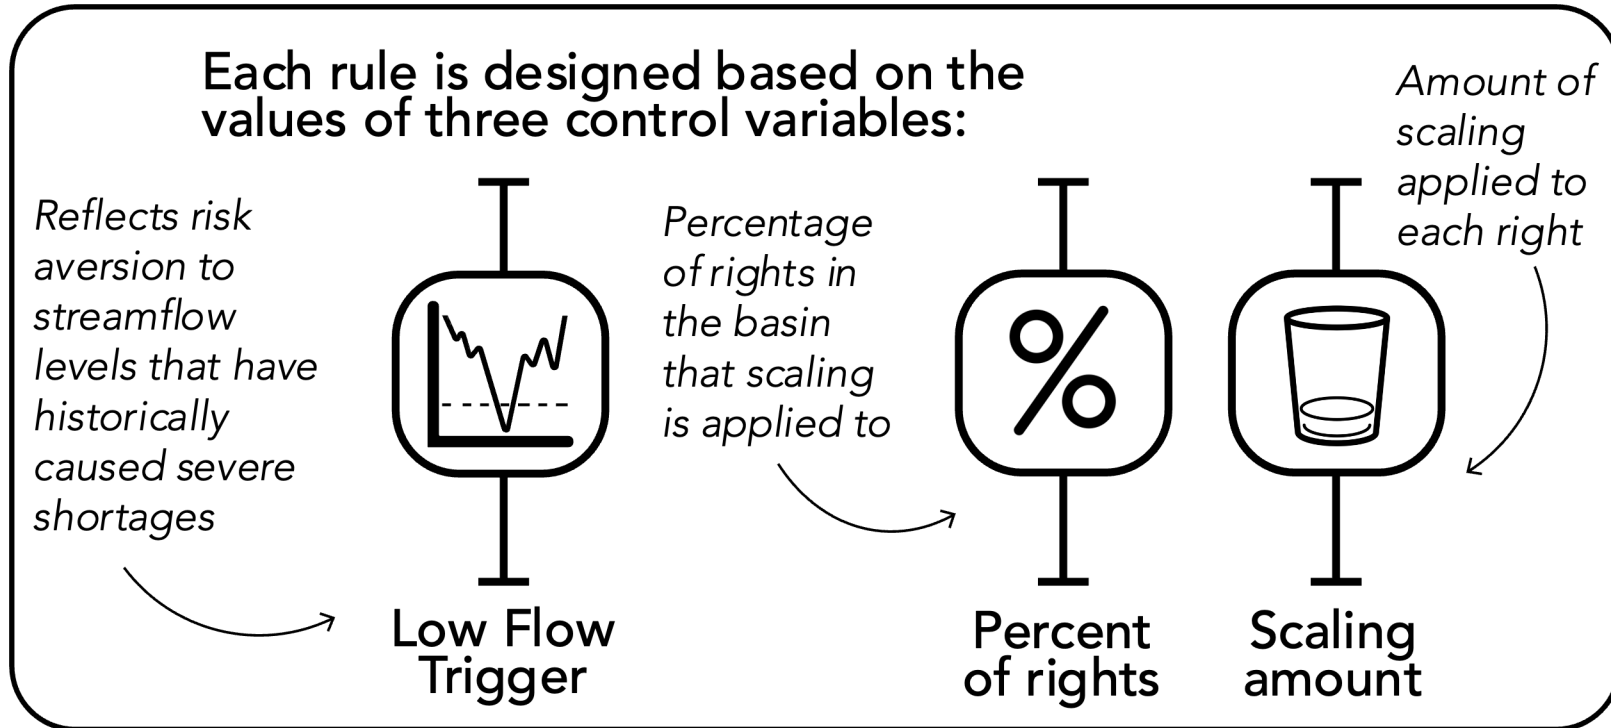 Each rule is designed based on the
values of three control variables:
Reflects risk
aversion to
streamflow
levels that have
historically
caused severe
shortages
Low Flow
Trigger
Percentage
of rights in
the basin
that scaling
is applied to
%
Percent
of rights
Amount of
scaling
applied to
each right
Scaling
amount